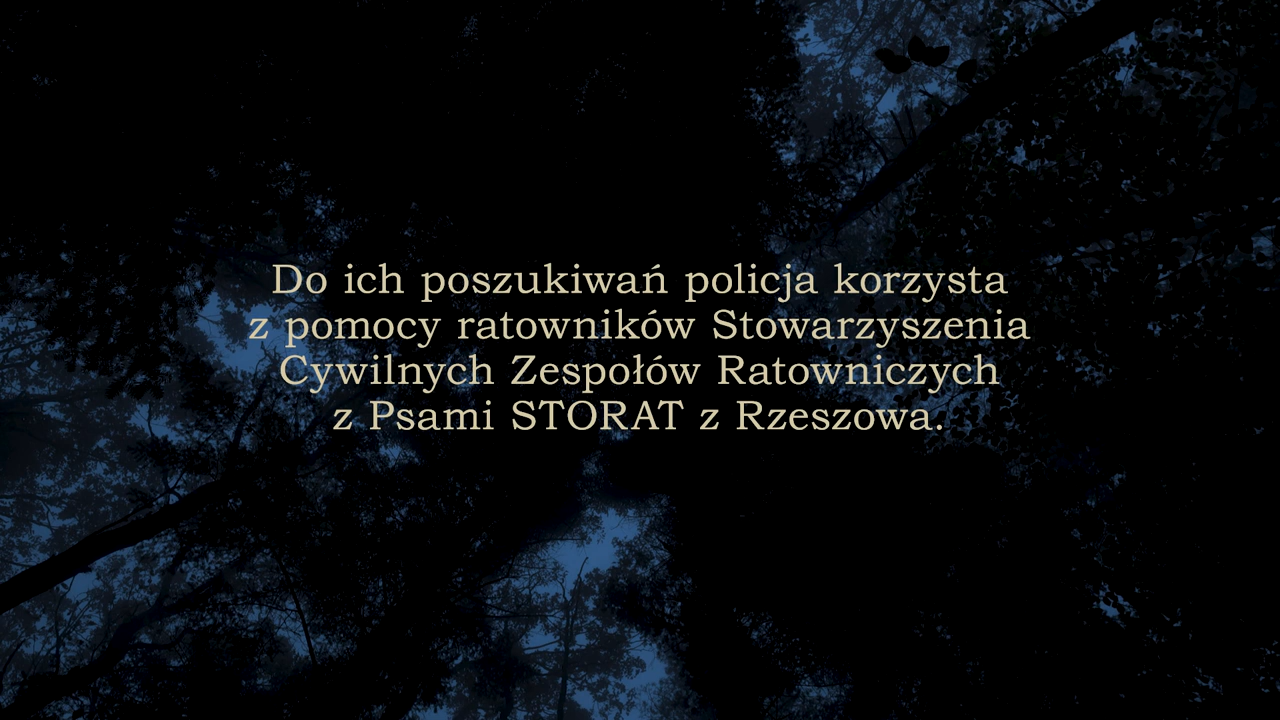 Do ich poszukiwań policja korzysta
z pomocy ratowników Stowarzyszenia
Cywilnych Zespołów Ratowniczych
z Psami STORAT z Rzeszowa.